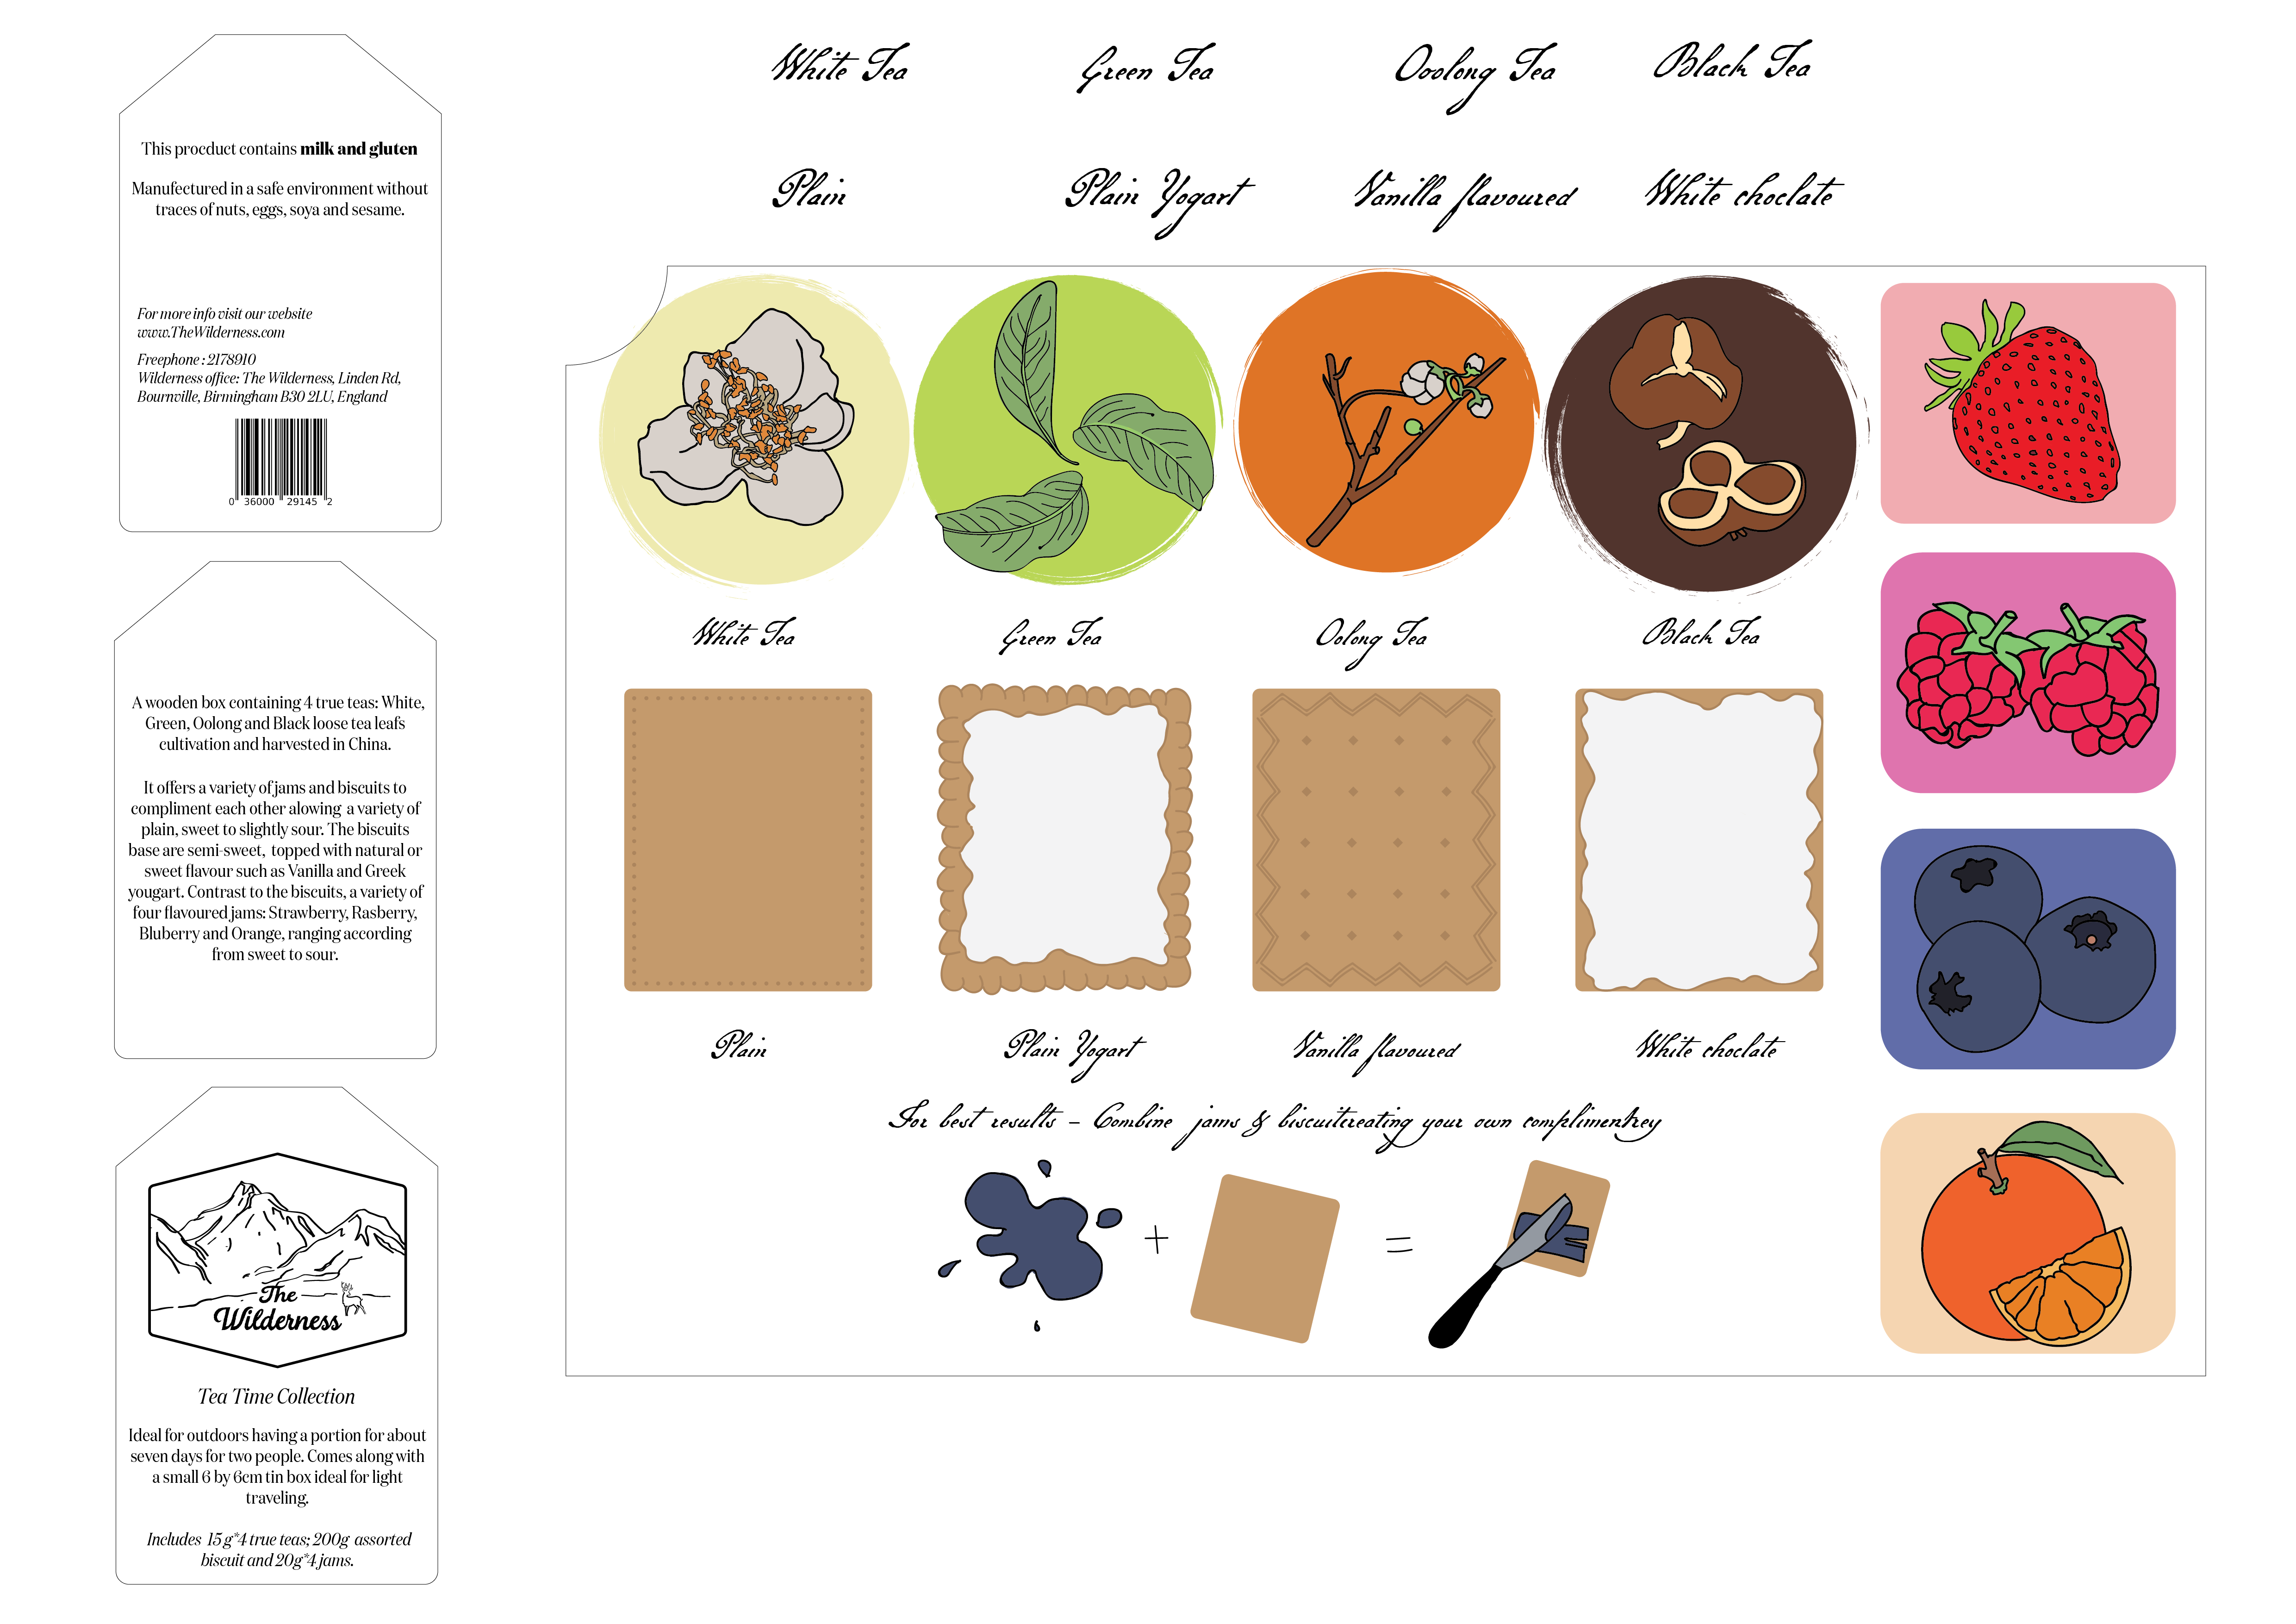 This procduct contains milk and gluten
Manufectured in a safe environment without
traces of nuts, eggs, soya and sesame.
For more info visit our website
www.TheWilderness.com
Freephone : 2178910
Wilderness office: The Wilderness, Linden Rd,
Bournville, Birmingham B30 2LU, England
0 36000 29145 2
A wooden box containing 4 true teas: White,
Green, Oolong and Black loose tea leafs
cultivation and harvested in China.
It offers a variety of jams and biscuits to
compliment each other alowing a variety of
plain, sweet to slightly sour. The biscuits
base are semi-sweet, topped with natural or
sweet flavour such as Vanilla and Greek
yougart. Contrast to the biscuits, a variety of
four flavoured jams: Strawberry, Rasberry,
Bluberry and Orange, ranging according
from sweet to sour.
The
Wilderness
Tea Time Collection
Ideal for outdoors having a portion for about
seven days for two people. Comes along with
a small 6 by 6cm tin box ideal for light
traveling.
Includes 15 g*4 true teas; 200g assorted
biscuit and 20g*4 jams.
White Tea Green Tea Ooolong Tea Black Tea
Plain Plain Yogart Vanilla flavoured White choclate
White Tea Green Tea Oolong Tea Black Tea
Plain Plain Yogart Vanilla flavoured White choclate
For best results - Combine jams & biscuitcreating your own complimentrey
+ =